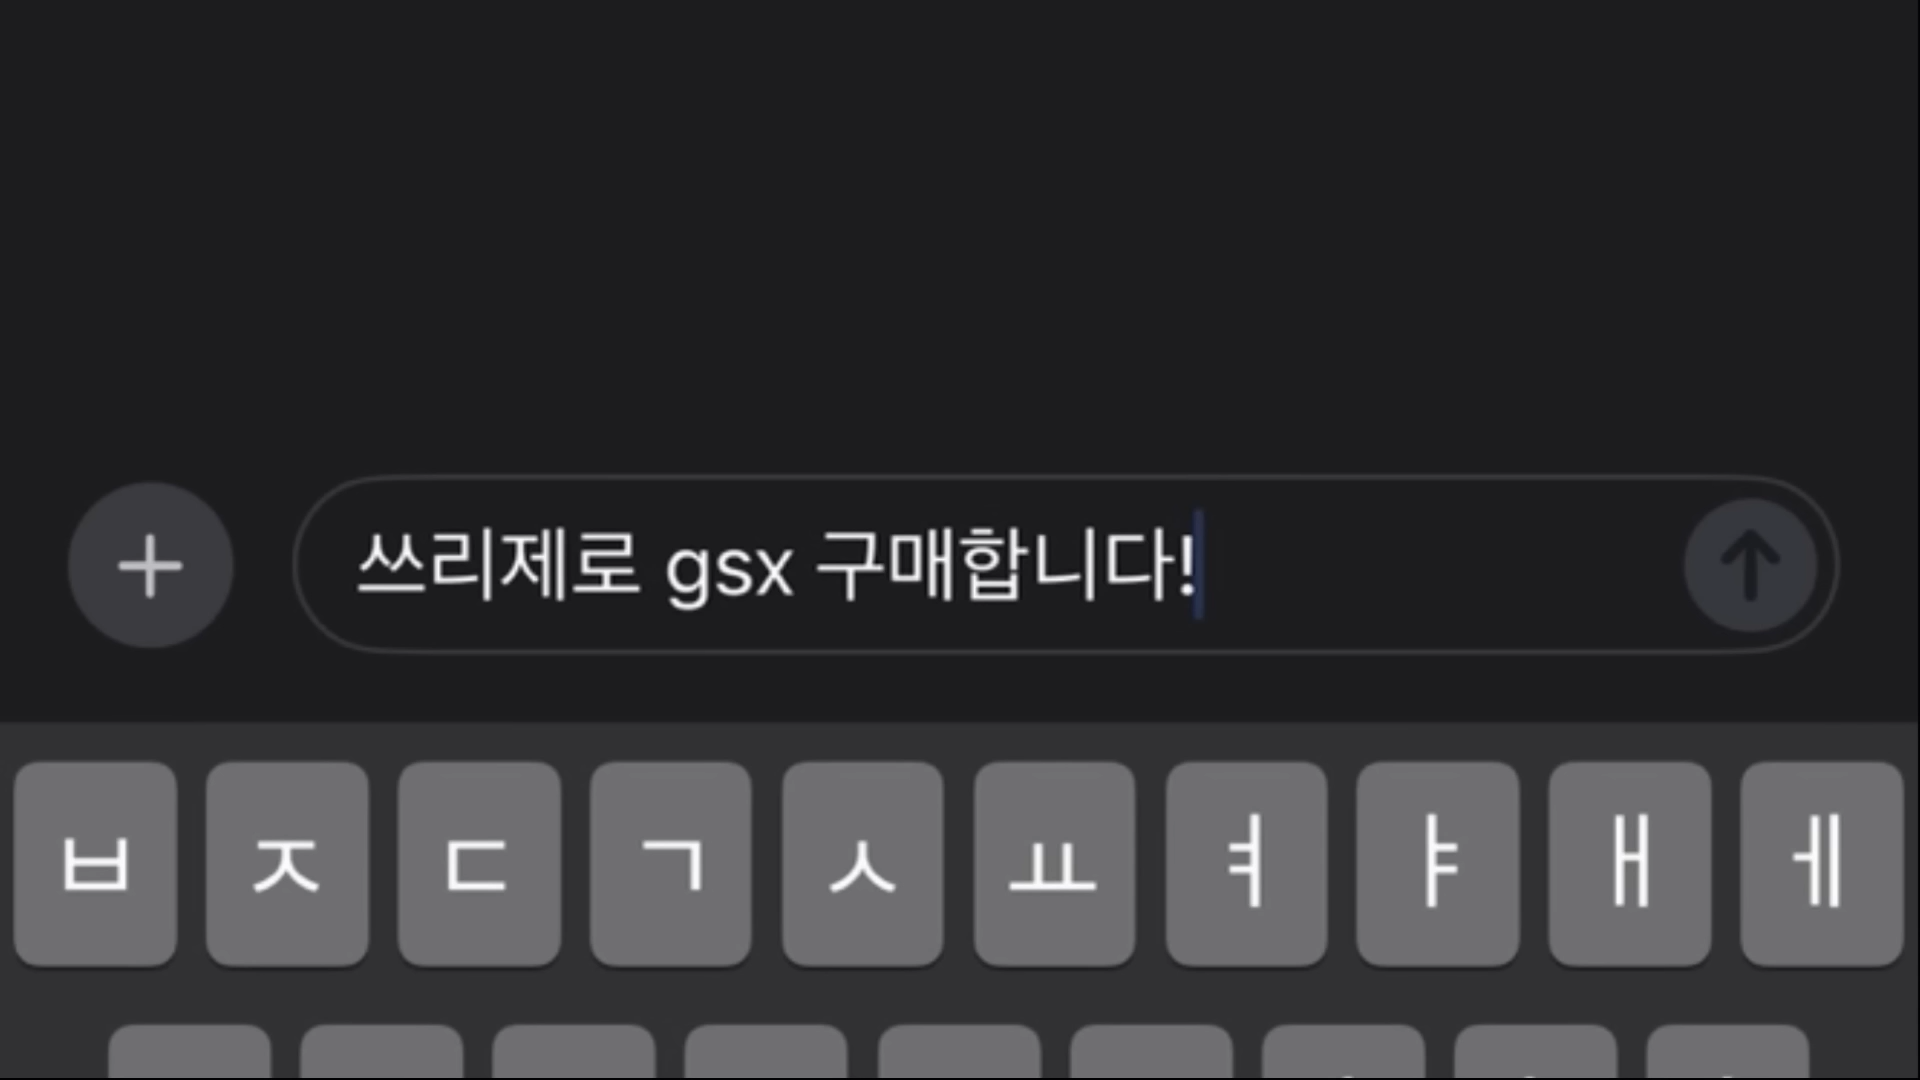 쓰리제로 gsx 구매합니다!
ㅂ ㅈ ㄷ ㄱ ㅅ ㅛ ㅕ ㅑ ㅐ ㅔ